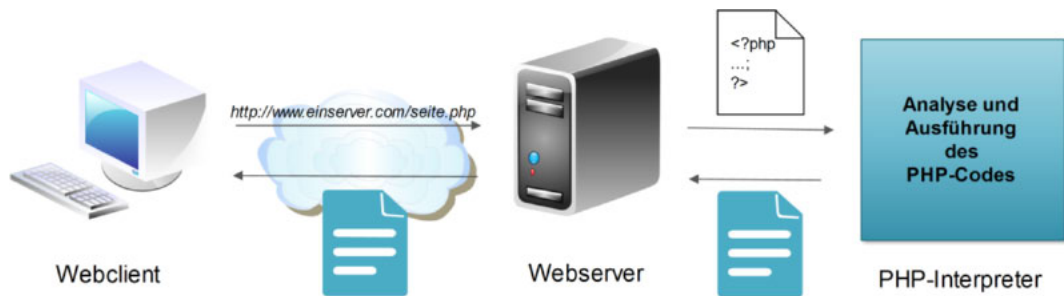 http://www.einserver.com/seite.php
<?php
...;
?>
Analyse und
Ausführung
des
PHP-Codes
Webclient
Webserver
PHP-Interpreter